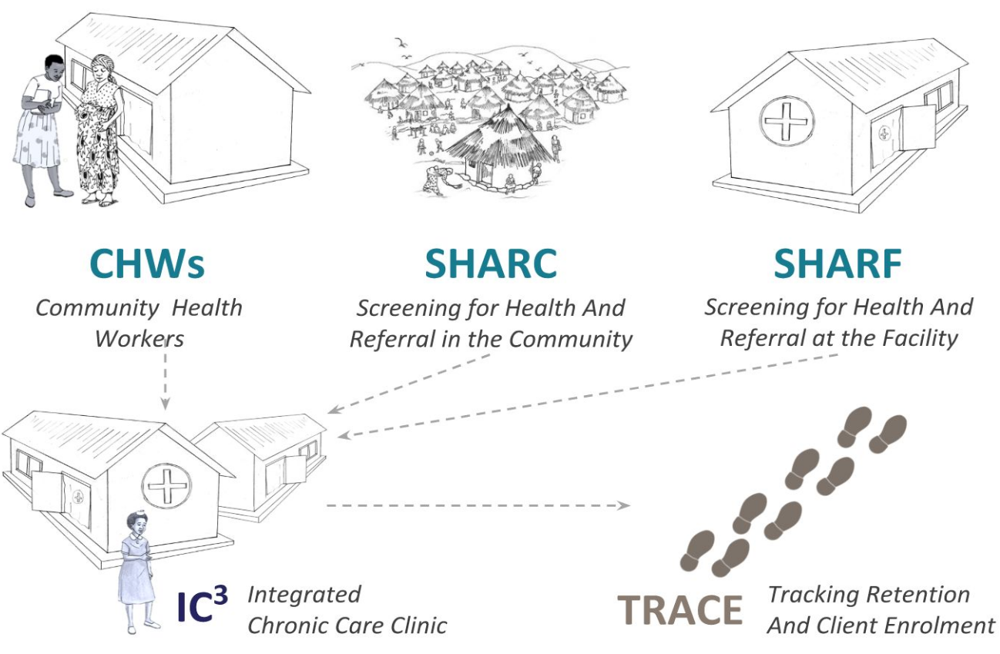 CHWs
Community Health
Workers
SHARC
Screening for Health And
Referral in the Community
SHARF
Screening for Health And
Referral at the Facility
IC³
Integrated
Chronic Care Clinic
TRACE
Tracking Retention
And Client Enrolment